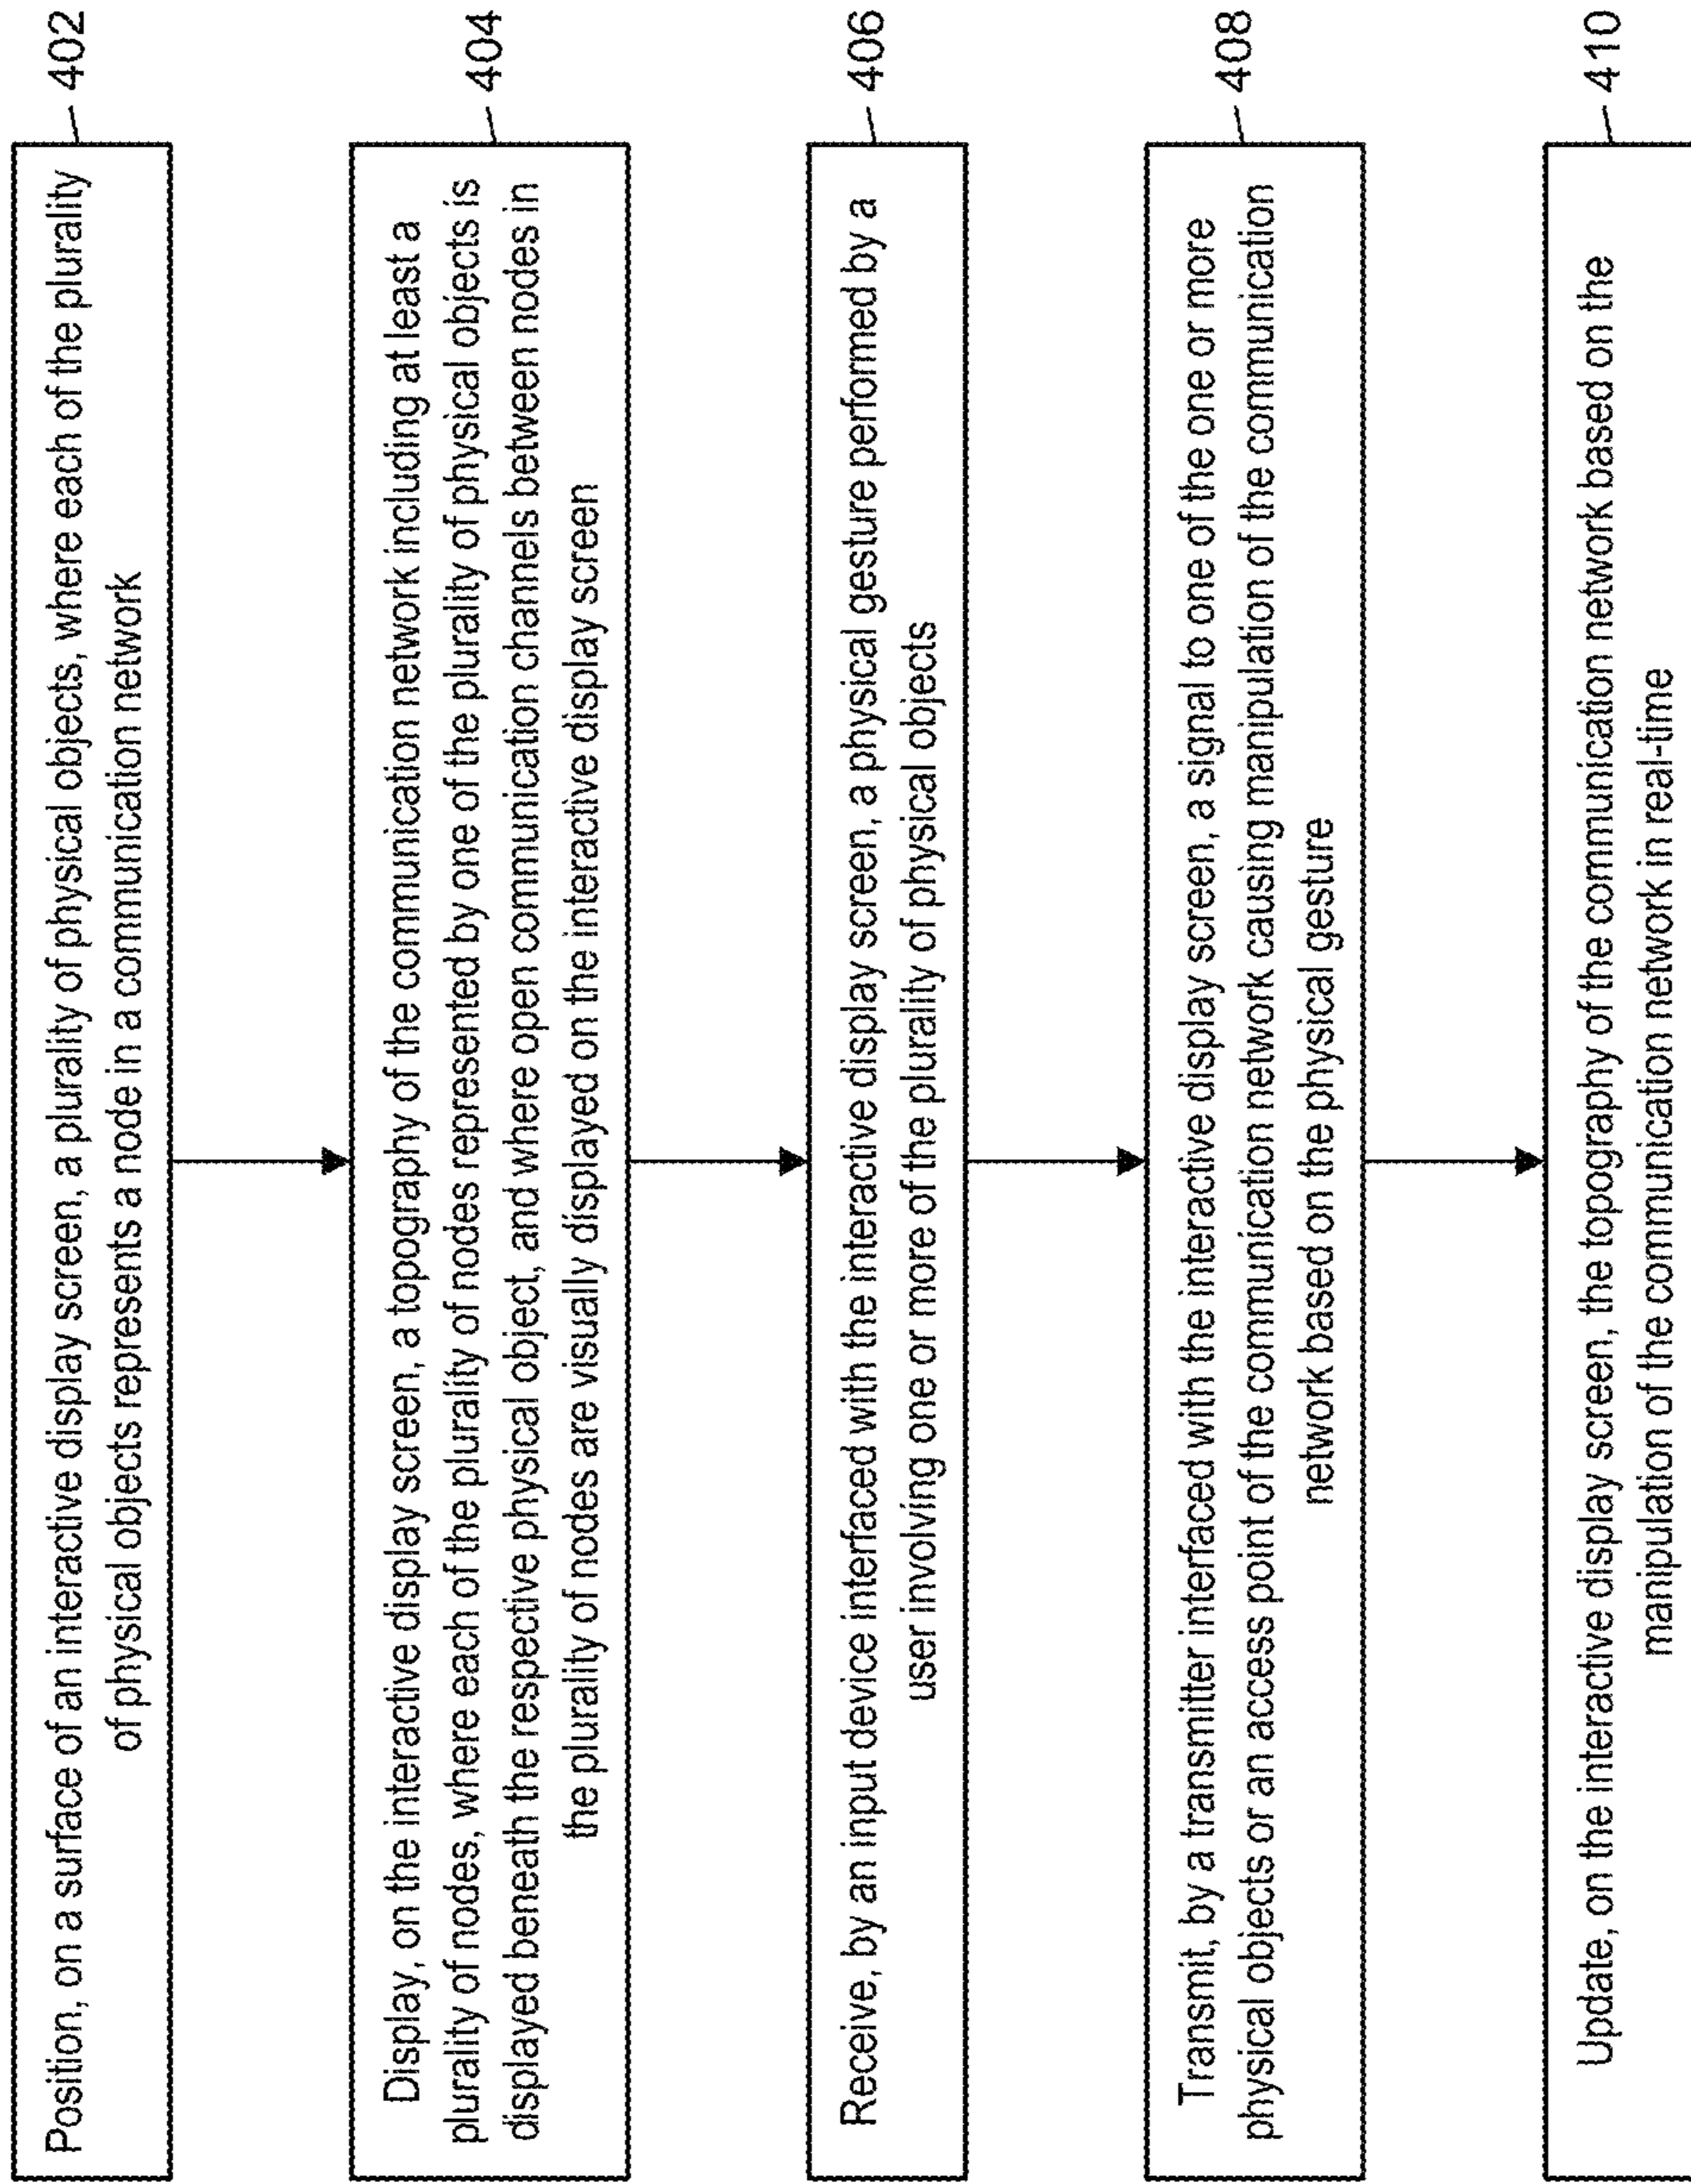 Position, on a surface of an interactive display screen, a plurality of physical objects, where each of the plurality
of physical objects represents a node in a communication network
402
Display, on the interactive display screen, a topography of the communication network including at least a
plurality of nodes, where each of the plurality of nodes represented by one of the plurality of physical objects is
displayed beneath the respective physical object, and where open communication channels between nodes in
the plurality of nodes are visually displayed on the interactive display screen
404
Receive, by an input device interfaced with the interactive display screen, a physical gesture performed by a
user involving one or more of the plurality of physical objects
406
Transmit, by a transmitter interfaced with the interactive display screen, a signal to one of the one or more
physical objects or an access point of the communication network causing manipulation of the communication
network based on the physical gesture
408
Update, on the interactive display screen, the topography of the communication network based on the
manipulation of the communication network in real-time
410